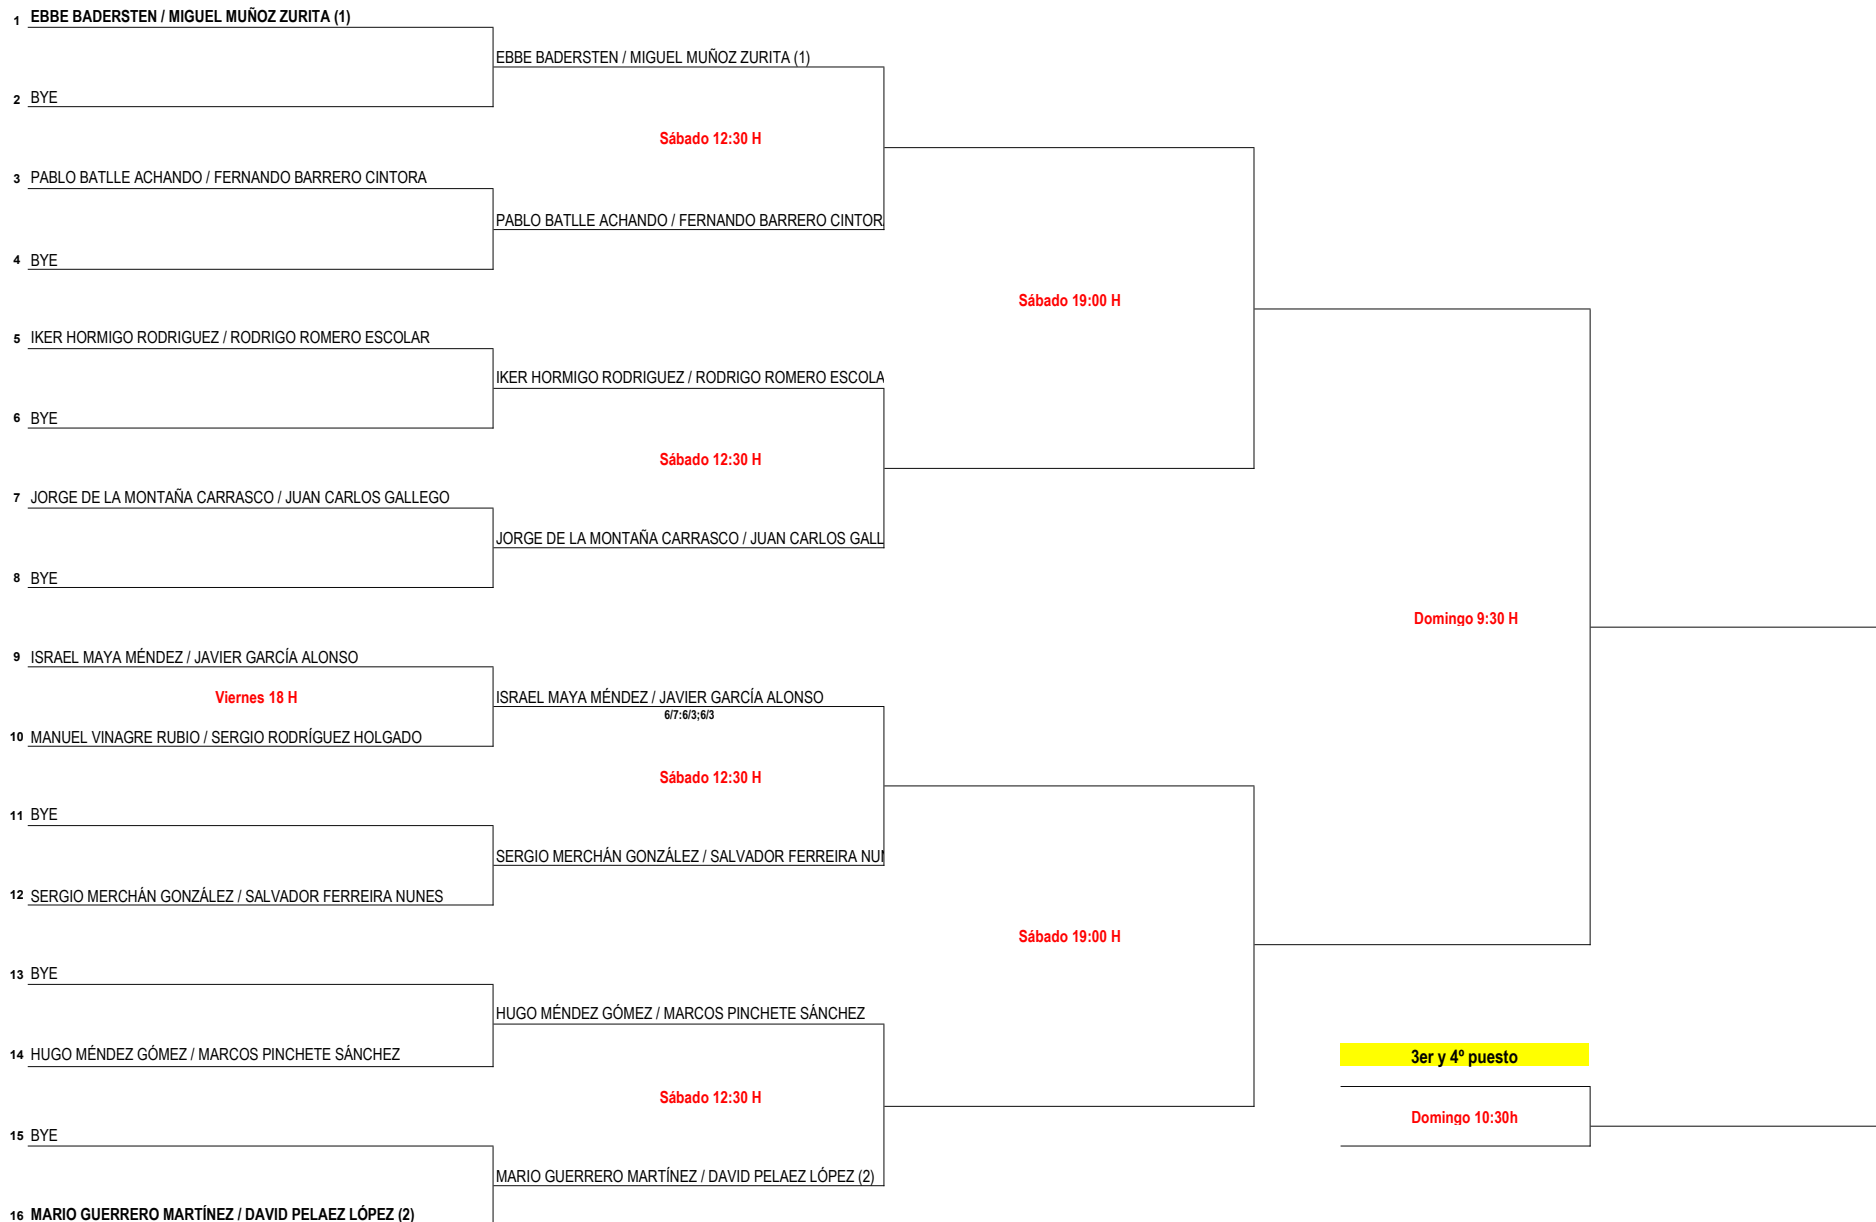 1 EBBE BADERSTEN / MIGUEL MUÑOZ ZURITA (1)
EBBE BADERSTEN / MIGUEL MUÑOZ ZURITA (1)
2 BYE
Sábado 12:30 H
3 PABLO BATLLE ACHANDO / FERNANDO BARRERO CINTORA
PABLO BATLLE ACHANDO / FERNANDO BARRERO CINTOR
4 BYE
Sábado 19:00 H
5 IKER HORMIGO RODRIGUEZ / RODRIGO ROMERO ESCOLAR
IKER HORMIGO RODRIGUEZ / RODRIGO ROMERO ESCOLA
6 BYE
Sábado 12:30 H
7 JORGE DE LA MONTAÑA CARRASCO / JUAN CARLOS GALLEGO
JORGE DE LA MONTAÑA CARRASCO / JUAN CARLOS GALL
8 BYE
Domingo 9:30 H
9 ISRAEL MAYA MÉNDEZ / JAVIER GARCÍA ALONSO
Viernes 18 H
ISRAEL MAYA MÉNDEZ / JAVIER GARCÍA ALONSO
6/7:6/3;6/3
10 MANUEL VINAGRE RUBIO / SERGIO RODRÍGUEZ HOLGADO
Sábado 12:30 H
11 BYE
SERGIO MERCHÁN GONZÁLEZ / SALVADOR FERREIRA NUN
12 SERGIO MERCHÁN GONZÁLEZ / SALVADOR FERREIRA NUNES
Sábado 19:00 H
13 BYE
HUGO MÉNDEZ GÓMEZ / MARCOS PINCHETE SÁNCHEZ
14 HUGO MÉNDEZ GÓMEZ / MARCOS PINCHETE SÁNCHEZ
3er y 4º puesto
Sábado 12:30 H
Domingo 10:30h
15 BYE
MARIO GUERRERO MARTÍNEZ / DAVID PELAEZ LÓPEZ (2)
16 MARIO GUERRERO MARTÍNEZ / DAVID PELAEZ LÓPEZ (2)